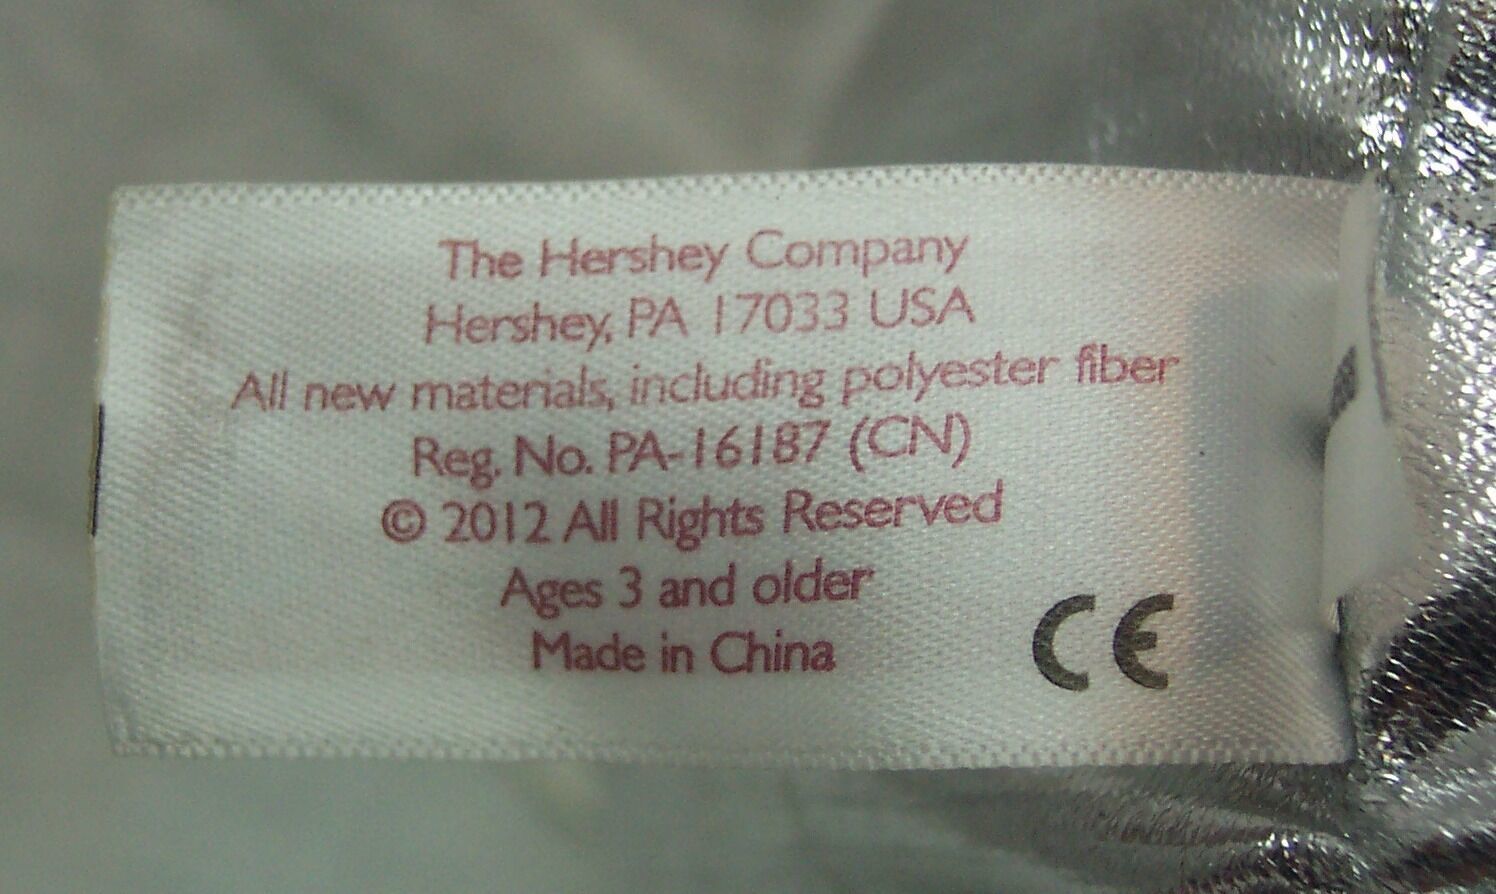 The Hershey Company
Hershey, PA 17033 USA
All new materials, including polyester fiber
Reg. No. PA-16187 (CN)
© 2012 All Rights Reserved
Ages 3 and older
Made in China
CE